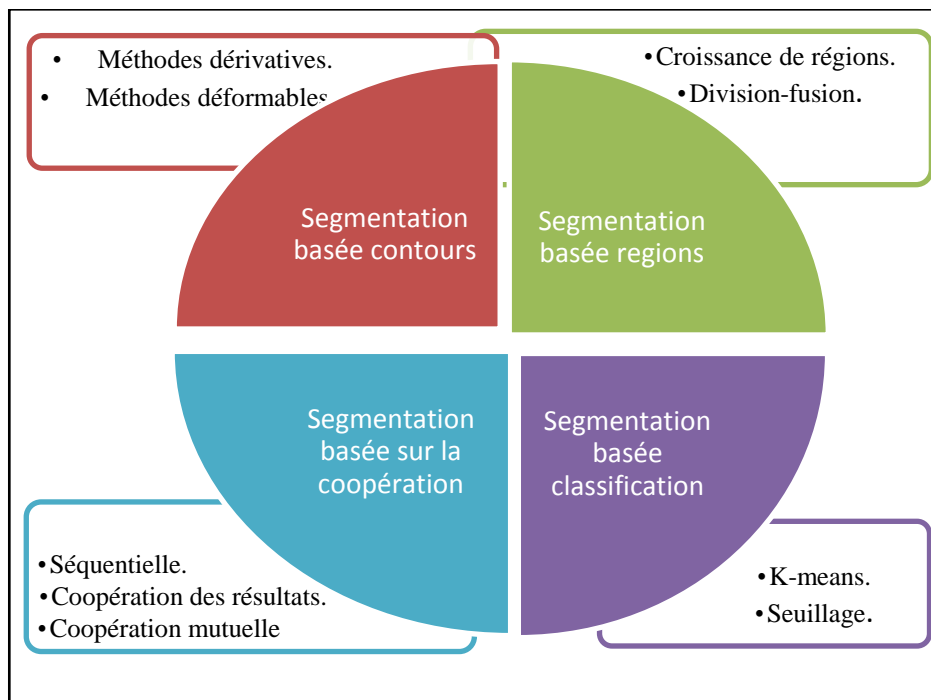 • Méthodes dérivatives.
• Méthodes déformables
•Croissance de régions.
•Division-fusion.
Segmentation
basée contours
Segmentation
basée regions
Segmentation
basée sur la
coopération
Segmentation
basée
classification
•Séquentielle.
•Coopération des résultats.
•Coopération mutuelle
•K-means.
•Seuillage.